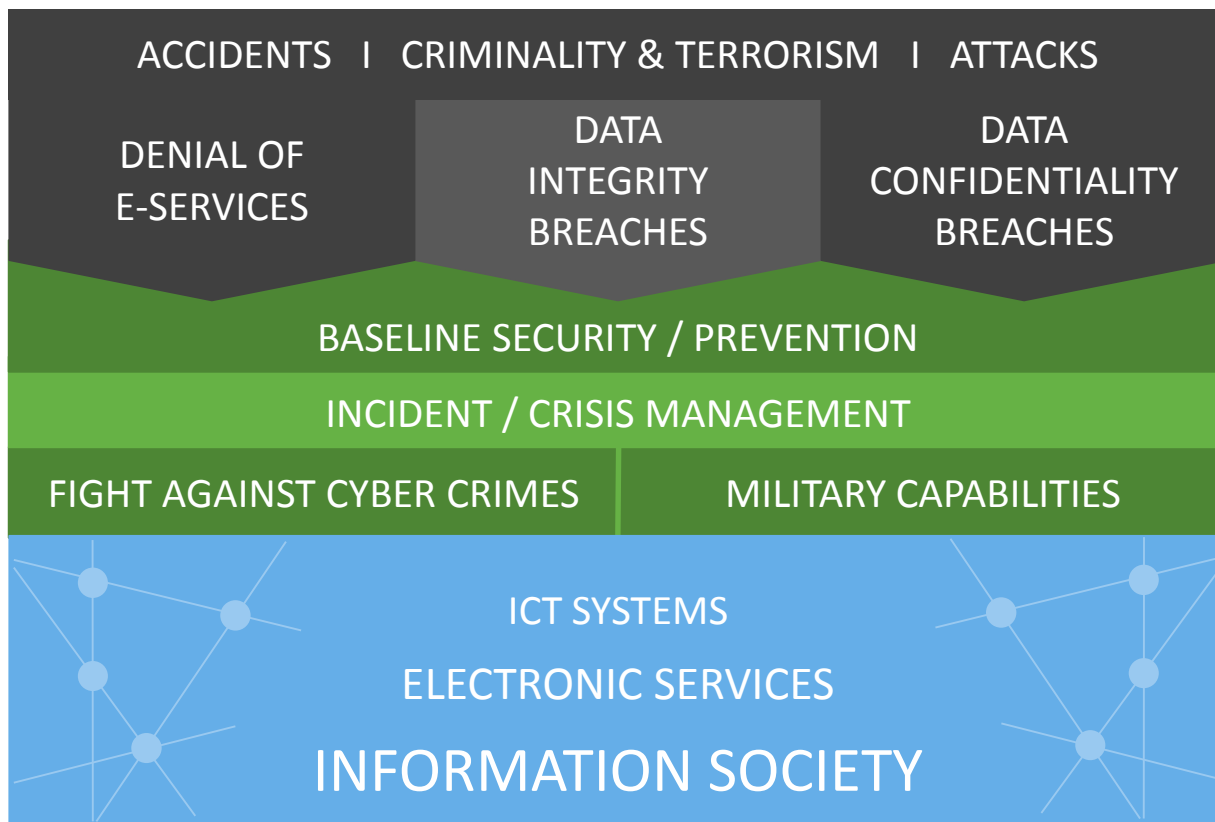 ACCIDENTS I CRIMINALITY & TERRORISM I ATTACKS
DENIAL OF
E-SERVICES
DATA
INTEGRITY
BREACHES
DATA
CONFIDENTIALITY
BREACHES
BASELINE SECURITY / PREVENTION
INCIDENT / CRISIS MANAGEMENT
FIGHT AGAINST CYBER CRIMES
MILITARY CAPABILITIES
ICT SYSTEMS
ELECTRONIC SERVICES
INFORMATION SOCIETY